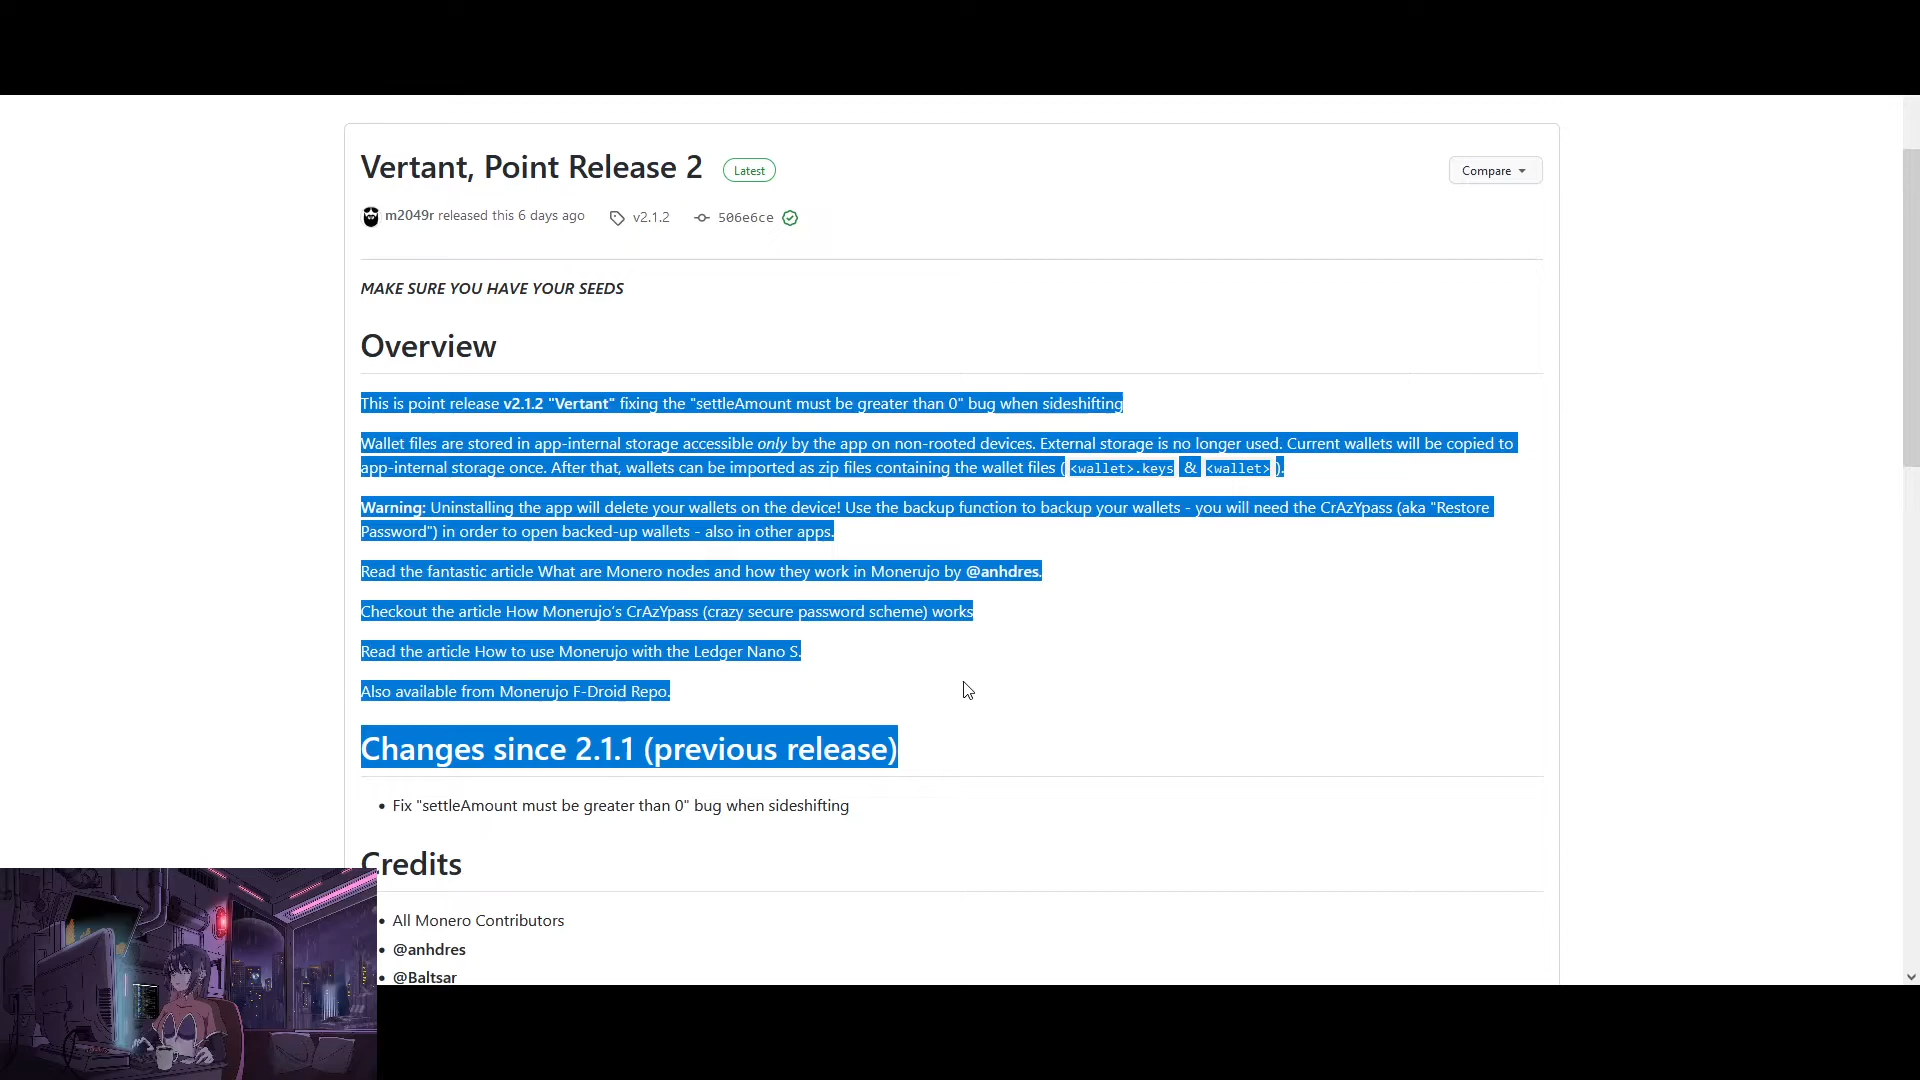 Vertant, Point Release 2 Latest
Compare
m2049r released this 6 days ago v2.1.2 506e6ce
MAKE SURE YOU HAVE YOUR SEEDS
Overview
This is point release v2.1.2 "Vertant" fixing the "settleAmount must be greater than 0" bug when sideshifting
Wallet files are stored in app-internal storage accessible only by the app on non-rooted devices. External storage is no longer used. Current wallets will be copied to
app-internal storage once. After that, wallets can be imported as zip files containing the wallet files ( <wallet>.keys & <wallet> ).
Warning: Uninstalling the app will delete your wallets on the device! Use the backup function to backup your wallets - you will need the CrAzYpass (aka "Restore
Password") in order to open backed-up wallets - also in other apps.
Read the fantastic article What are Monero nodes and how they work in Monerujo by @anhdres.
Checkout the article How Monerujo's CrAzYpass (crazy secure password scheme) works
Read the article How to use Monerujo with the Ledger Nano S.
Also available from Monerujo F-Droid Repo.
Changes since 2.1.1 (previous release)
• Fix "settleAmount must be greater than 0" bug when sideshifting
Credits
• All Monero Contributors
• @anhdres
• @Baltsar